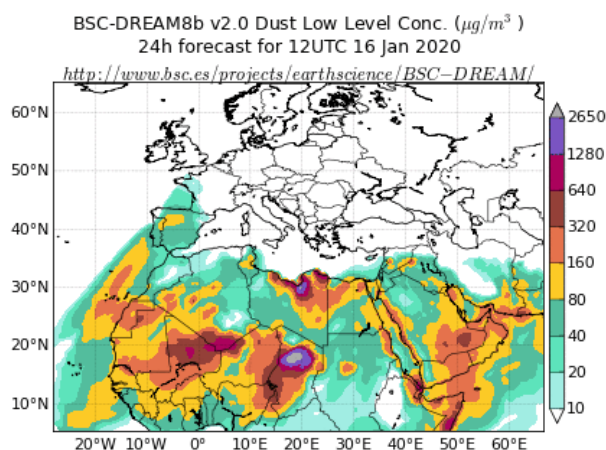 BSC-DREAM8b v2.0 Dust Low Level Conc. (μg/m³ )
24h forecast for 12UTC 16 Jan 2020
http://www.bsc.es/projects/earthscience/BSC−DREAM/
60°N
50°N
40°N
30°N
20°N
10°N
20°W 10°W 0° 10°E 20°E 30°E 40°E 50°E 60°E
2650
1280
640
320
160
80
40
20
10